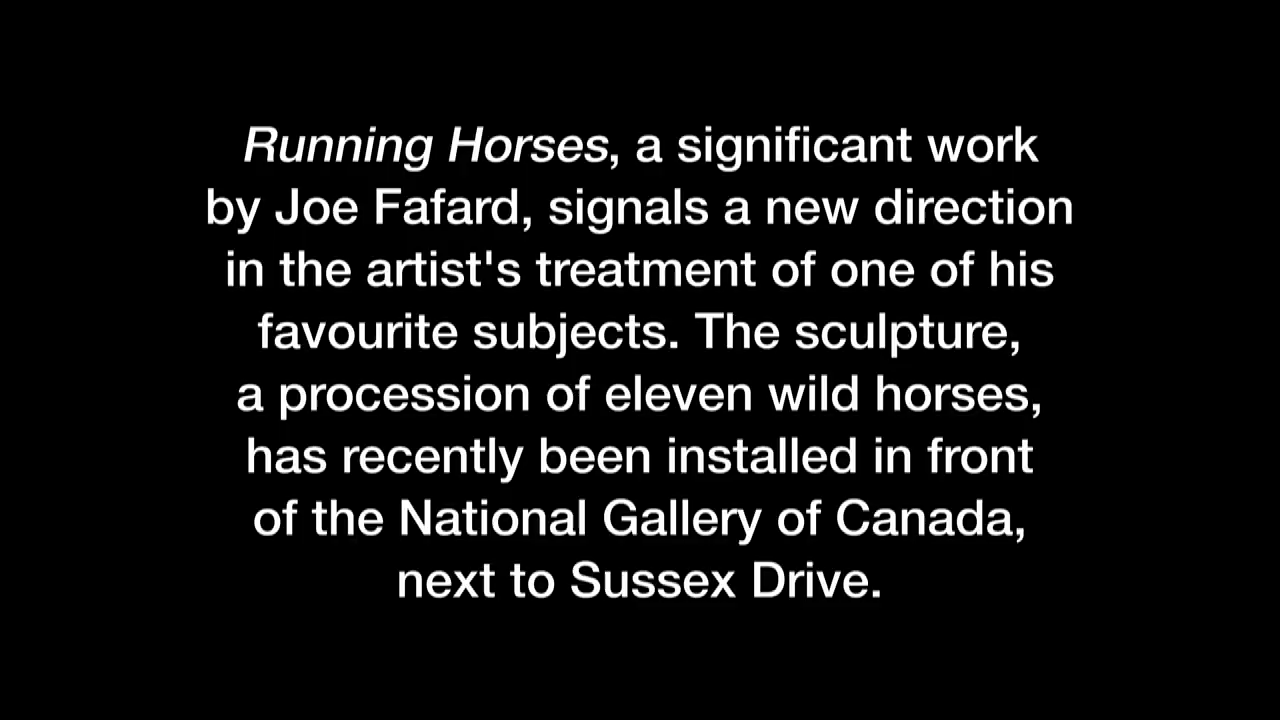 Running Horses, a significant work
by Joe Fafard, signals a new direction
in the artist's treatment of one of his
favourite subjects. The sculpture,
a procession of eleven wild horses,
has recently been installed in front
of the National Gallery of Canada,
next to Sussex Drive.